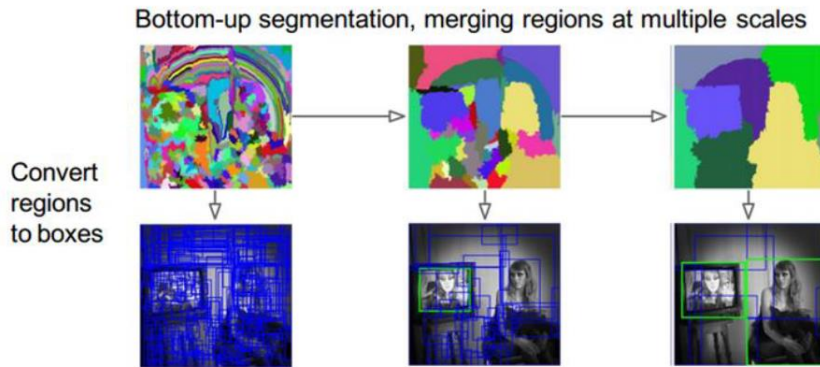 Bottom-up segmentation, merging regions at multiple scales
Convert
regions
to boxes